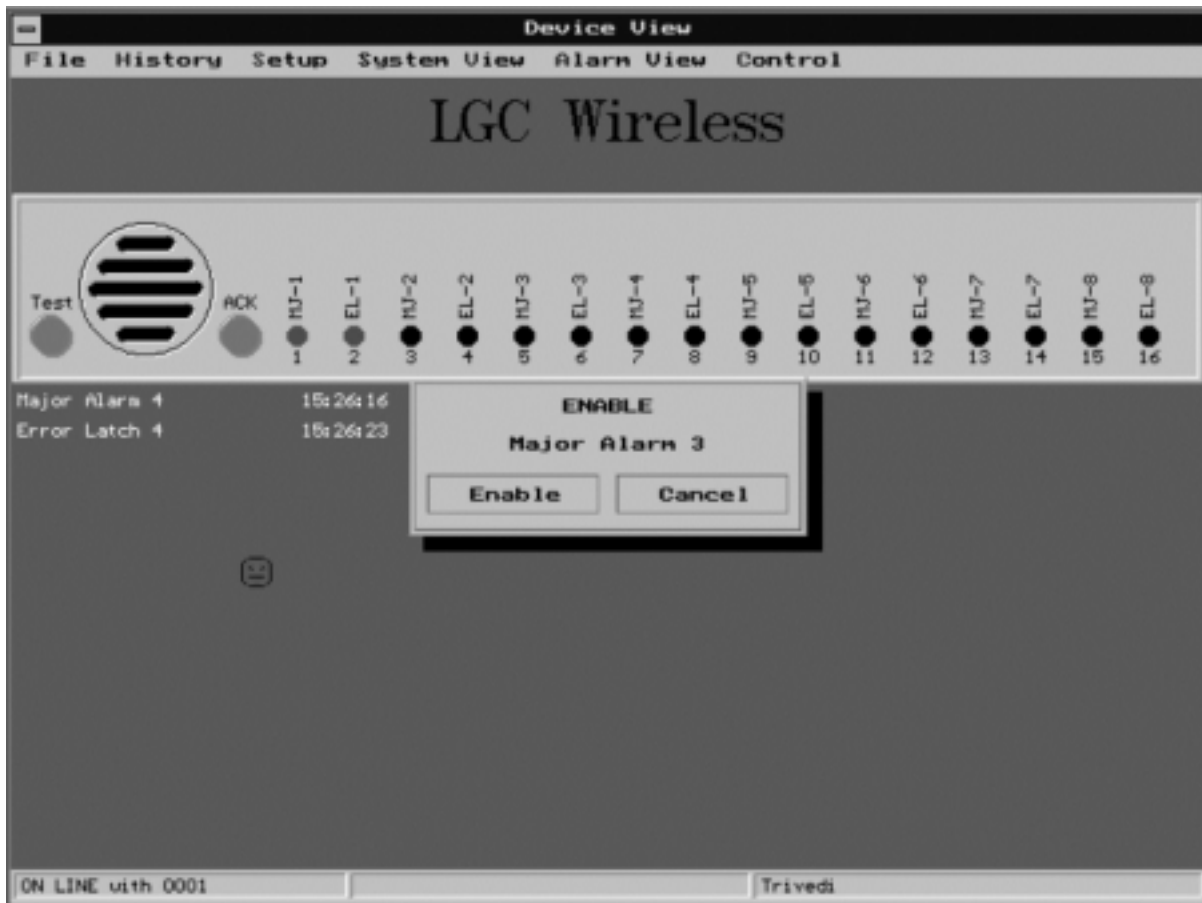 Device View
File History Setup System View Alarm View Control
LGC Wireless
Test
ACK
MJ-1 EL-1 MJ-2 EL-2 MJ-3 EL-3 MJ-4 EL-4 MJ-5 EL-5 MJ-6 EL-6 MJ-7 EL-7 MJ-8 EL-8
1 2 3 4 5 6 7 8 9 10 11 12 13 14 15 16
Major Alarm 4 15:26:16
Error Latch 4 15:26:23
ENABLE
Major Alarm 3
Enable Cancel
ON LINE with 0001 Trivedi